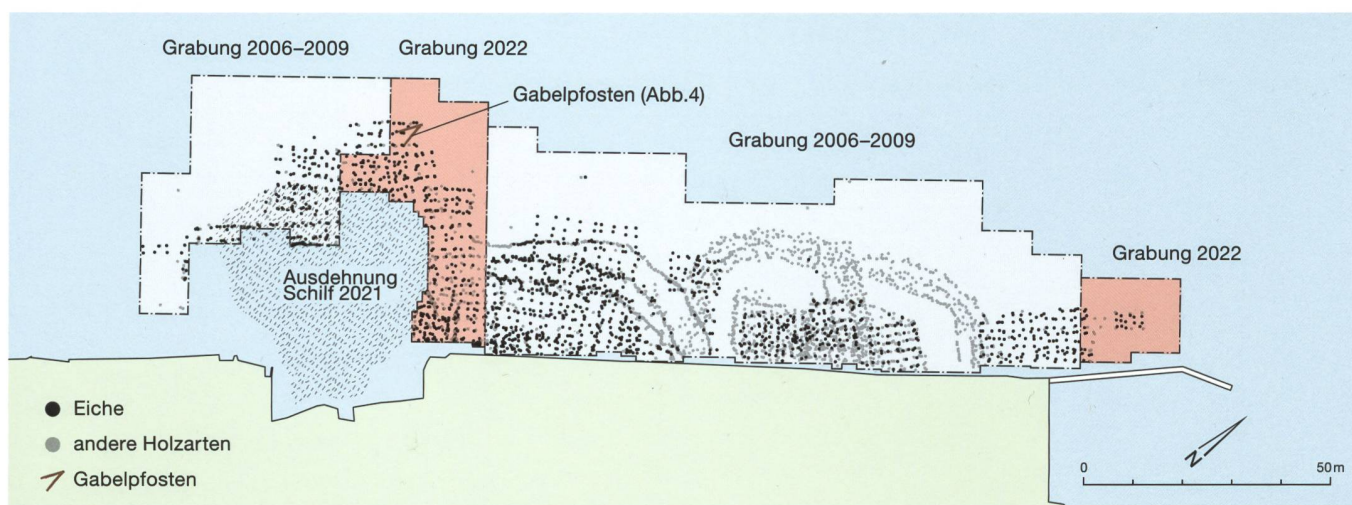 Grabung 2006–2009
Grabung 2022
Gabelpfosten (Abb.4)
Grabung 2006–2009
Grabung 2022
Ausdehnung
Schilf 2021
Eiche
andere Holzarten
Gabelpfosten
N
0
50 m